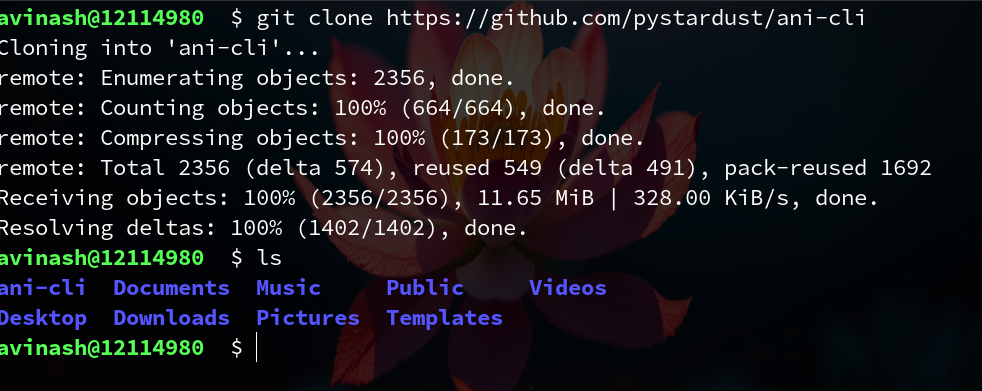 avinash@12114980 $ git clone https://github.com/pystardust/ani-cli
Cloning into 'ani-cli'...
remote: Enumerating objects: 2356, done.
remote: Counting objects: 100% (664/664), done.
remote: Compressing objects: 100% (173/173), done.
remote: Total 2356 (delta 574), reused 549 (delta 491), pack-reused 1692
Receiving objects: 100% (2356/2356), 11.65 MiB | 328.00 KiB/s, done.
Resolving deltas: 100% (1402/1402), done.
avinash@12114980 $ ls
ani-cli Documents Music Public Videos
Desktop Downloads Pictures Templates
avinash@12114980 $